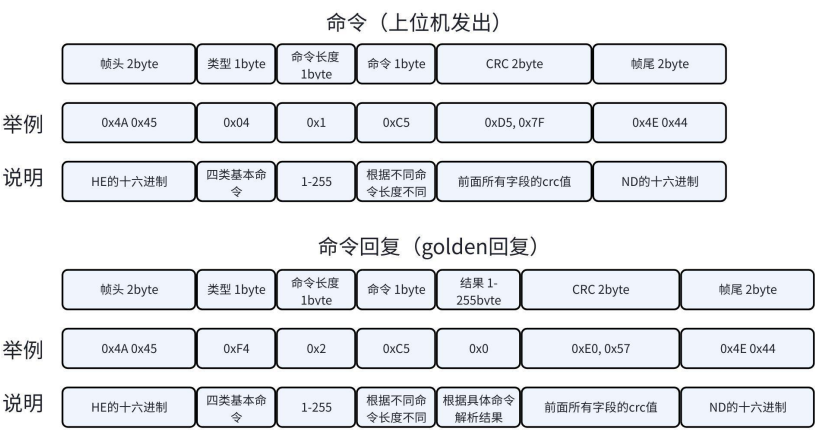 命令（上位机发出）
帧头 2byte
类型 1byte
命令长度
1byte
命令 1byte
CRC 2byte
帧尾 2byte
举例
0x4A 0x45
0x04
0x1
0xC5
0xD5, 0x7F
0x4E 0x44
说明
HE的十六进制
四类基本命
令
1-255
根据不同命
令长度不同
前面所有字段的crc值
ND的十六进制
命令回复（golden回复）
帧头 2byte
类型 1byte
命令长度
1byte
命令 1byte
结果 1-
255byte
CRC 2byte
帧尾 2byte
举例
0x4A 0x45
0xF4
0x2
0xC5
0x0
0xE0, 0x57
0x4E 0x44
说明
HE的十六进制
四类基本命
令
1-255
根据不同命
令长度不同
根据具体命令
解析结果
前面所有字段的crc值
ND的十六进制